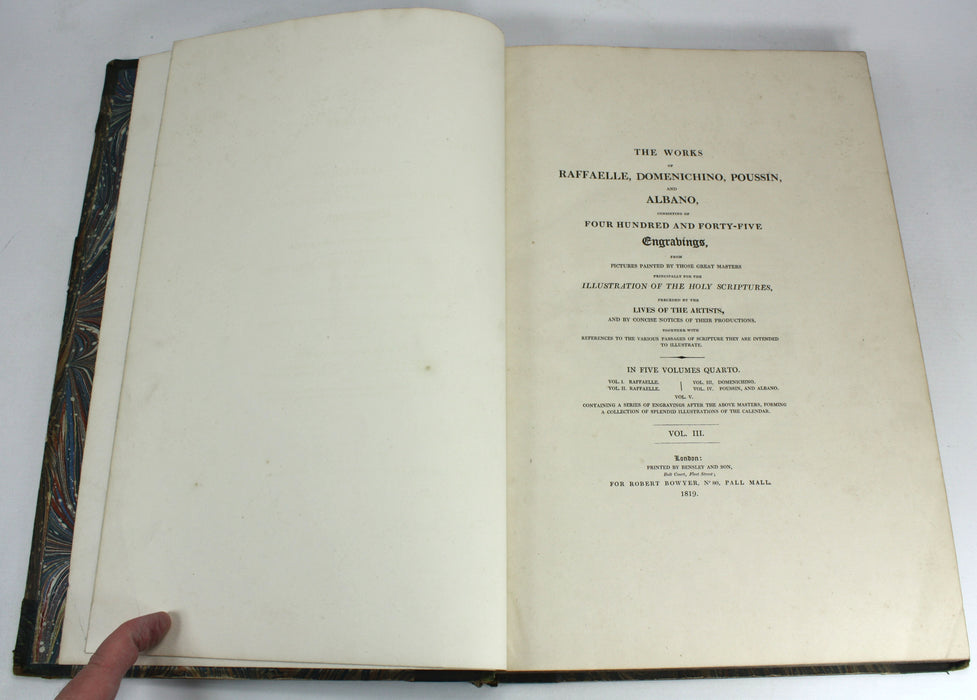 THE WORKS
OF
RAFFAELLE, DOMENICHINO, POUSSIN,
AND
ALBANO,
CONSISTING OF
FOUR HUNDRED AND FORTY-FIVE
Engravings,
FROM
PICTURES PAINTED BY THOSE GREAT MASTERS
PRINCIPALLY FOR THE
ILLUSTRATION OF THE HOLY SCRIPTURES,
PRECEDED BY THE
LIVES OF THE ARTISTS,
AND BY CONCISE NOTICES OF THEIR PRODUCTIONS.
TOGETHER WITH
REFERENCES TO THE VARIOUS PASSAGES OF SCRIPTURE THEY ARE INTENDED
TO ILLUSTRATE.
IN FIVE VOLUMES QUARTO.
VOL. I. RAFFAELLE.
VOL. II. RAFFAELLE.
VOL. III. DOMENICHINO.
VOL. IV. POUSSIN, AND ALBANO.
VOL. V.
CONTAINING A SERIES OF ENGRAVINGS AFTER THE ABOVE MASTERS, FORMING
A COLLECTION OF SPLENDID ILLUSTRATIONS OF THE CALENDAR.
VOL. III.
London:
PRINTED BY BENSLEY AND SON,
Bolt Court, Fleet Street;
FOR ROBERT BOWYER, Nº 80, PALL MALL.
1819.